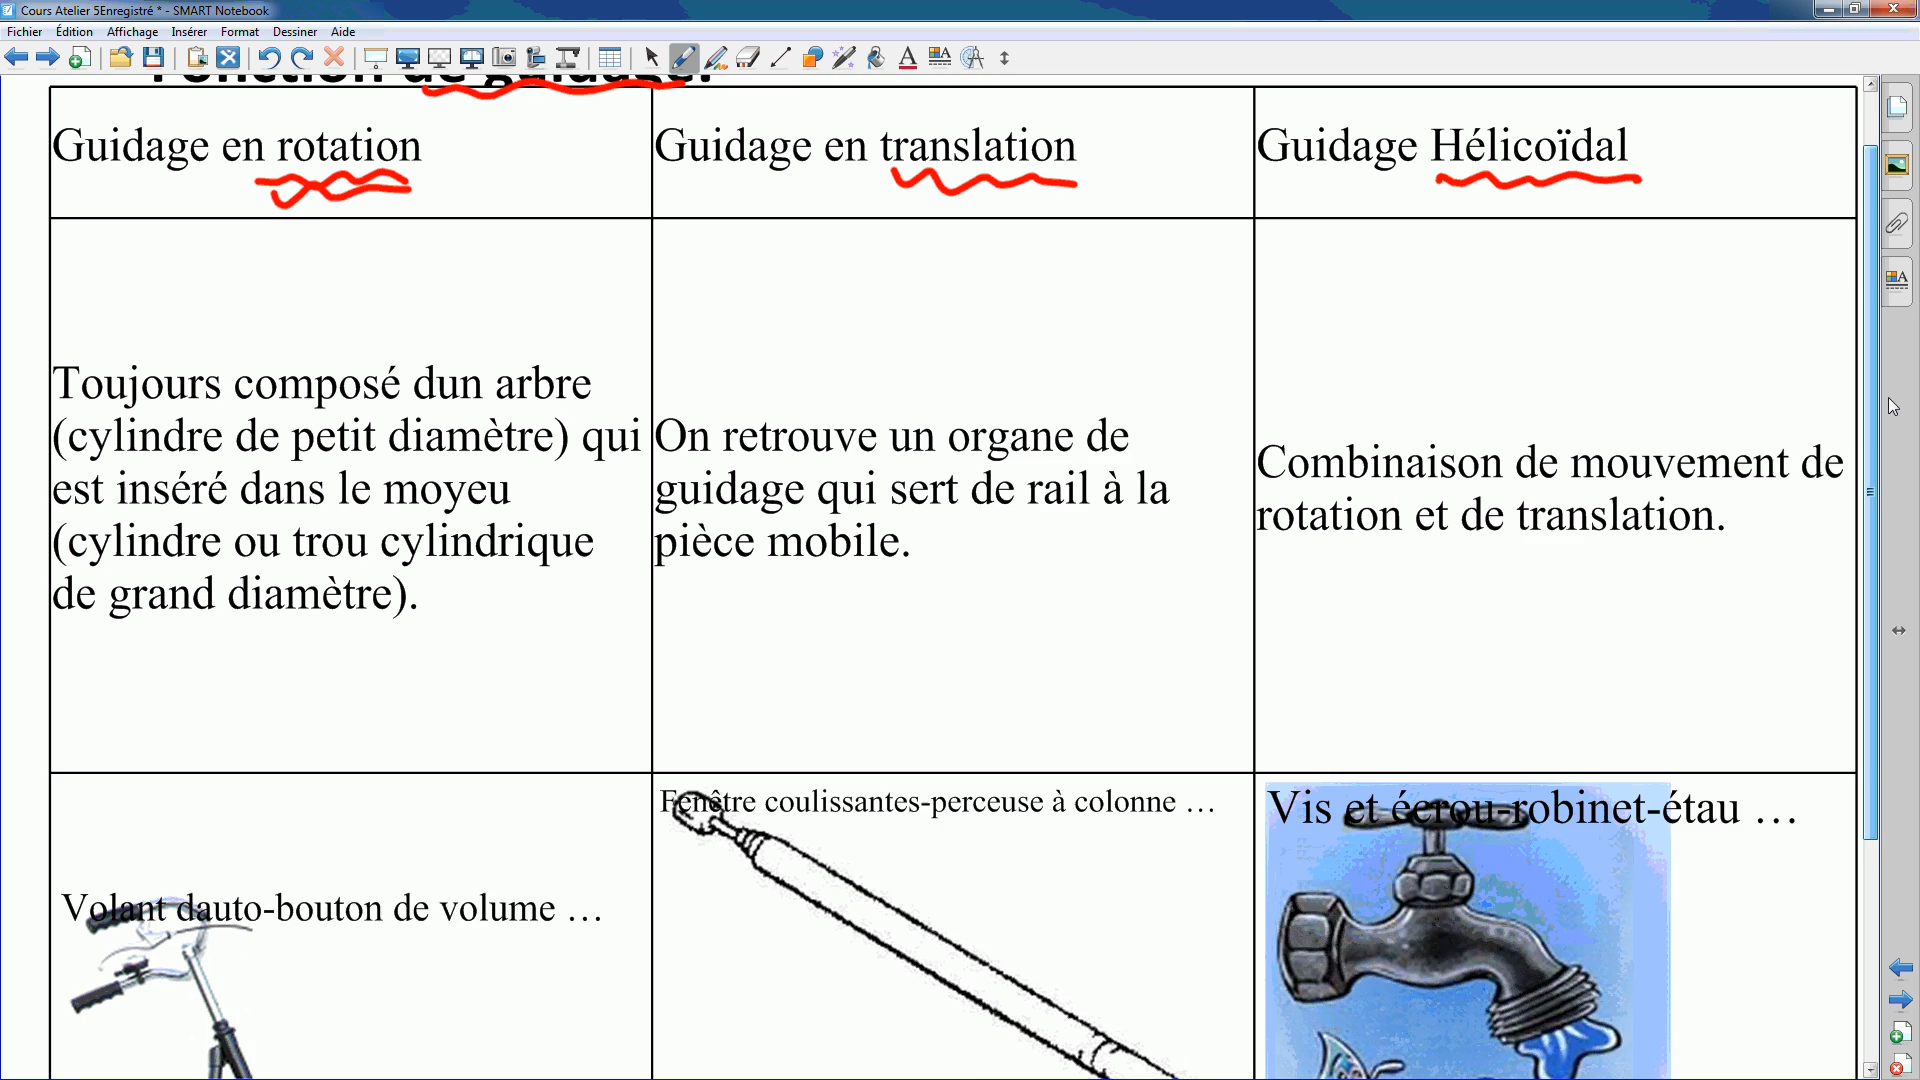 Cours Atelier 5Enregistré * - SMART Notebook
Fichier Édition Affichage Insérer Format Dessiner Aide
Fonction de guidage.
Guidage en rotation
Guidage en translation
Guidage Hélicoïdal
Toujours composé dun arbre
(cylindre de petit diamètre) qui
est inséré dans le moyeu
(cylindre ou trou cylindrique
de grand diamètre).
On retrouve un organe de
guidage qui sert de rail à la
pièce mobile.
Combinaison de mouvement de
rotation et de translation.
Volant dauto-bouton de volume …
Fenêtre coulissantes-perceuse à colonne …
Vis et écrou-robinet-étau …